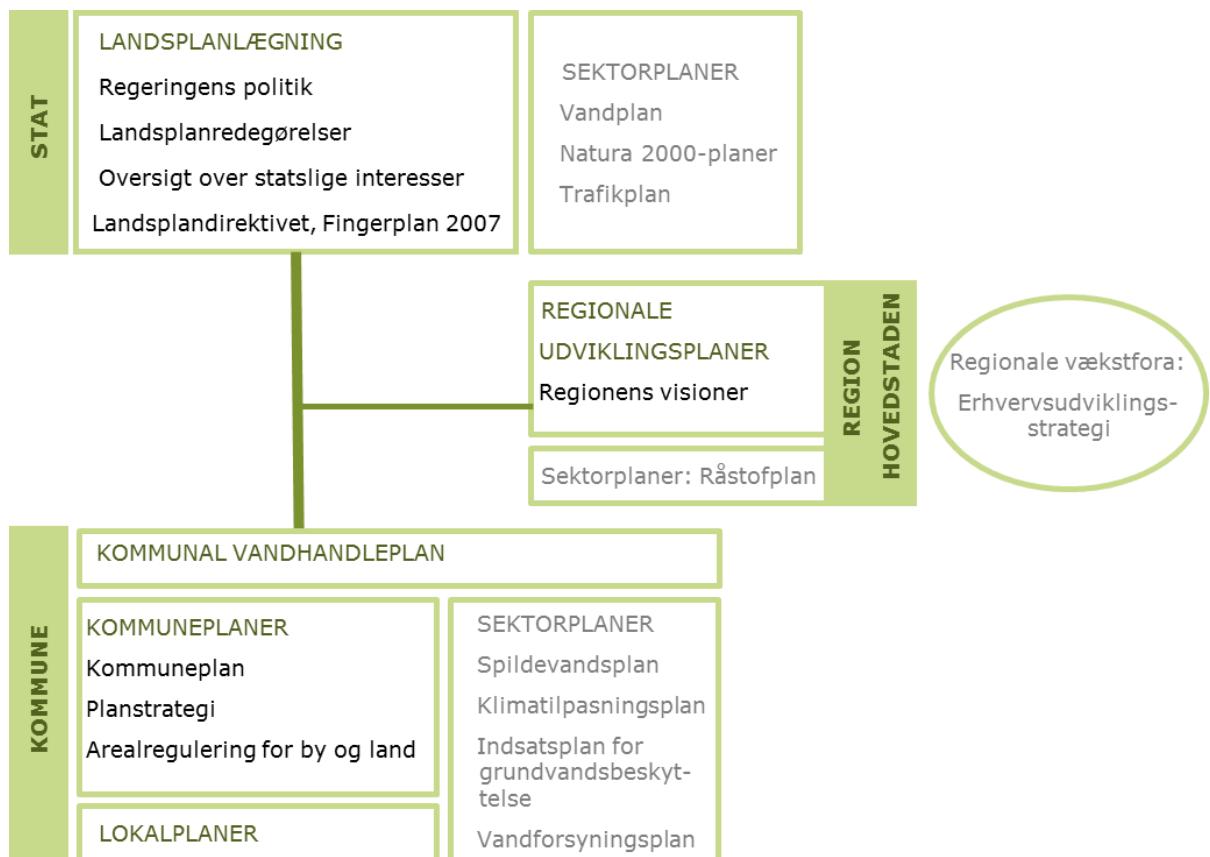 STAT
LANDSPLANLÆGNING
Regeringens politik
Landsplanredegørelser
Oversigt over statslige interesser
Landsplandirektivet, Fingerplan 2007
SEKTORPLANER
Vandplan
Natura 2000-planer
Trafikplan
REGIONALE
UDVIKLINGSPLANER
Regionens visioner
Sektorplaner: Råstofplan
REGION
HOVEDSTADEN
Regionale vækstfora:
Erhvervsudviklings-
strategi
KOMMUNE
KOMMUNAL VANDHANDLEPLAN
KOMMUNEPLANER
Kommuneplan
Planstrategi
Arealregulering for by og land
LOKALPLANER
SEKTORPLANER
Spildevandsplan
Klimatilpasningsplan
Indsatsplan for
grundvandsbeskyt-
telse
Vandforsyningsplan